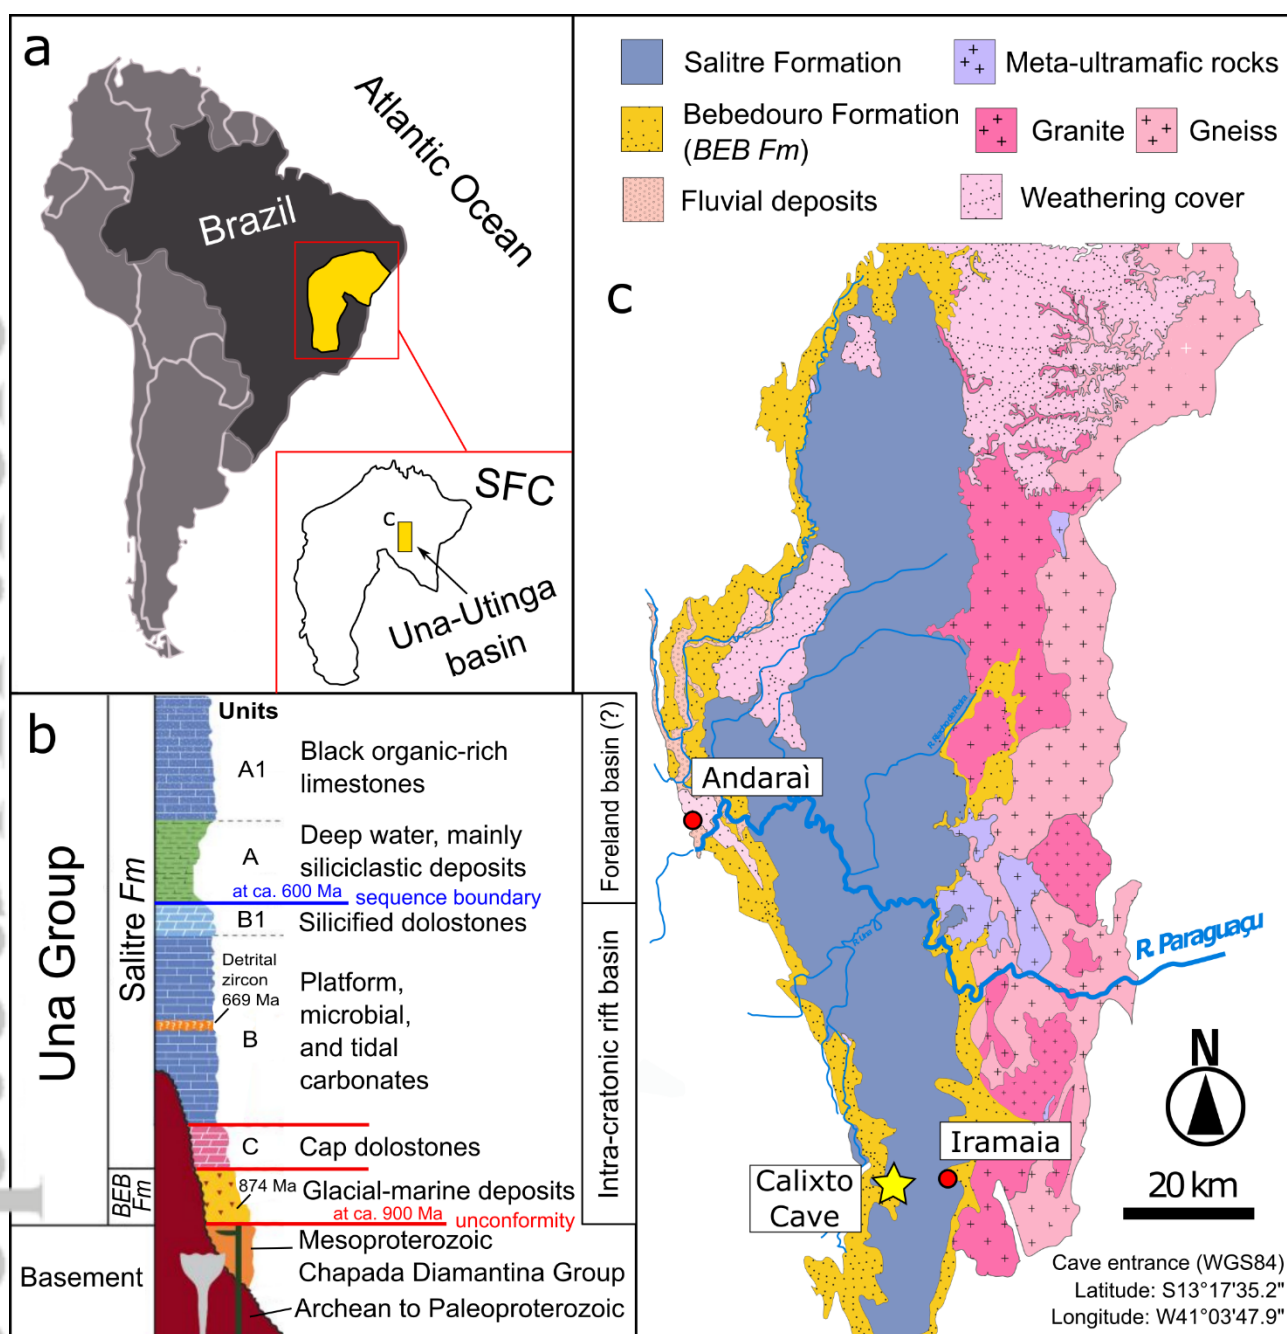 a
Atlantic Ocean
Brazil
SFC
c
Una-Utinga
basin
Salitre Formation
Meta-ultramafic rocks
Bebedouro Formation
(BEB Fm)
Granite
Gneiss
Fluvial deposits
Weathering cover
b
Units
Una Group
Salitre Fm
BEB
Fm
Basement
A1
Black organic-rich
limestones
A
Deep water, mainly
siliciclastic deposits
at ca. 600 Ma
sequence boundary
B1
Silicified dolostones
Detrital
zircon
669 Ma
B
Platform,
microbial,
and tidal
carbonates
C
Cap dolostones
874 Ma
Glacial-marine deposits
at ca. 900 Ma
unconformity
Mesoproterozoic
Chapada Diamantina Group
Archean to Paleoproterozoic
Foreland basin (?)
Intra-cratonic rift basin
c
Andaraì
R. Una
R. Paraguaçu
Iramaia
Calixto
Cave
N
20 km
Cave entrance (WGS84)
Latitude: S13°17'35.2"
Longitude: W41°03'47.9"